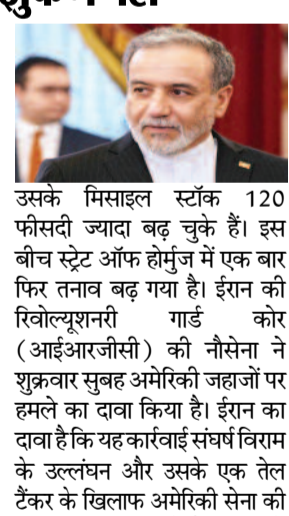 उसके मिसाइल स्टॉक 120
फीसदी ज्यादा बढ़ चुके हैं। इस
बीच स्ट्रेट ऑफ होर्मुज में एक बार
फिर तनाव बढ़ गया है। ईरान की
रिवोल्यूशनरी गार्ड कोर
(आईआरजीसी) की नौसेना ने
शुक्रवार सुबह अमेरिकी जहाजों पर
हमले का दावा किया है। ईरान का
दावा है कि यह कार्रवाई संघर्ष विराम
के उल्लंघन और उसके एक तेल
टैंकर के खिलाफ अमेरिकी सेना की